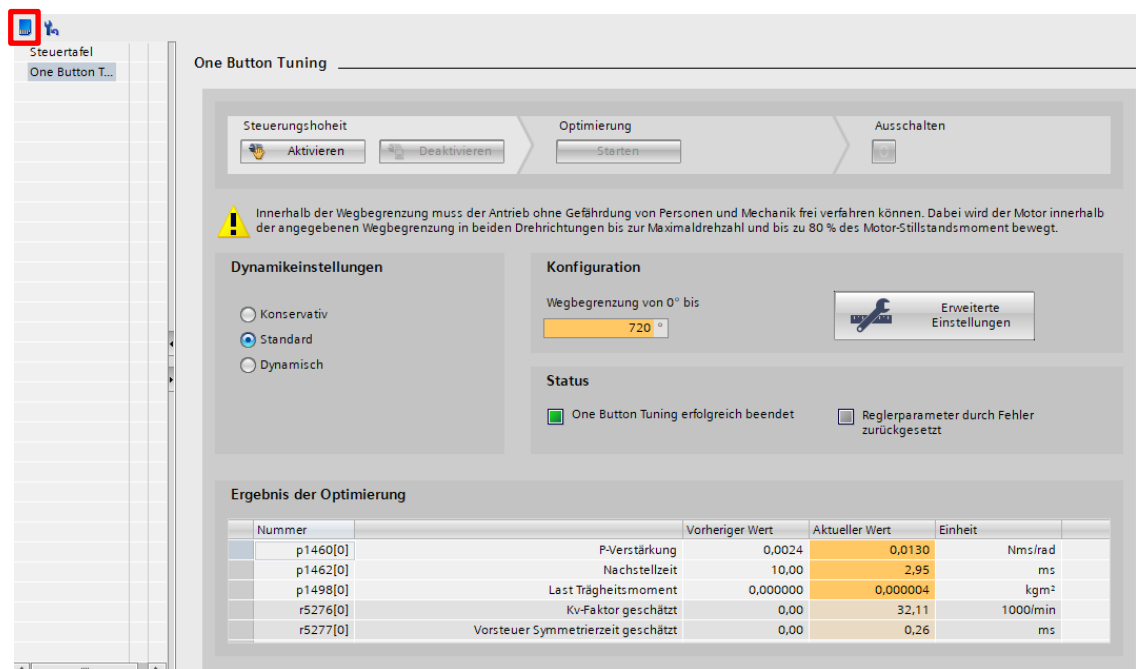 Steuertafel
One Button T...
One Button Tuning
Steuerungshoheit
Aktivieren
Deaktivieren
Optimierung
Starten
Ausschalten
Innerhalb der Wegbegrenzung muss der Antrieb ohne Gefährdung von Personen und Mechanik frei verfahren können. Dabei wird der Motor innerhalb
der angegebenen Wegbegrenzung in beiden Drehrichtungen bis zur Maximaldrehzahl und bis zu 80 % des Motor-Stillstandsmoment bewegt.
Dynamikeinstellungen
Konservativ
Standard
Dynamisch
Konfiguration
Wegbegrenzung von 0° bis
720 °
Erweiterte
Einstellungen
Status
One Button Tuning erfolgreich beendet
Reglerparameter durch Fehler
zurückgesetzt
Ergebnis der Optimierung
Nummer Vorheriger Wert Aktueller Wert Einheit
p1460[0] P-Verstärkung 0,0024 0,0130 Nms/rad
p1462[0] Nachstellzeit 10,00 2,95 ms
p1498[0] Last Trägheitsmoment 0,000000 0,000004 kgm²
r5276[0] Kv-Faktor geschätzt 0,00 32,11 1000/min
r5277[0] Vorsteuer Symmetrierzeit geschätzt 0,00 0,26 ms